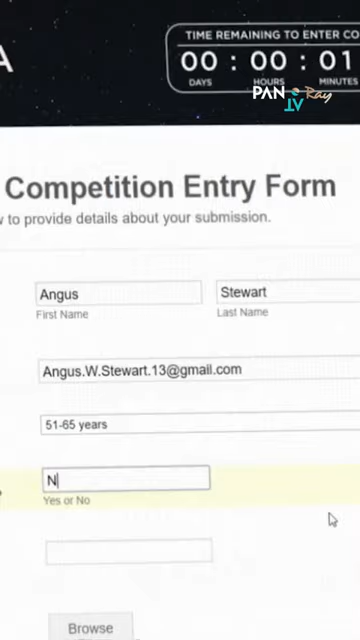 A
TIME REMAINING TO ENTER CO
00 : 00 : 01
DAYS HOURS MINUTES
PAN Ray
TV
Competition Entry Form
w to provide details about your submission.
Angus Stewart
First Name Last Name
Angus.W.Stewart.13@gmail.com
51-65 years
N
Yes or No
Browse